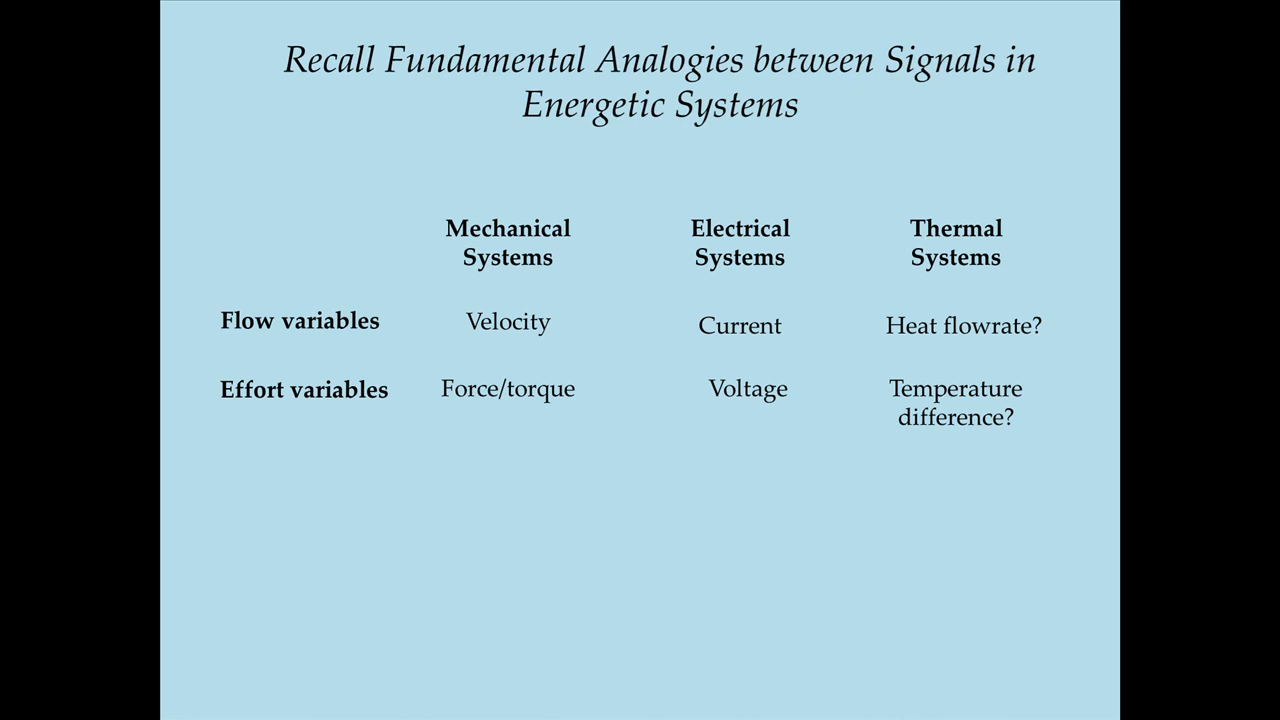 Recall Fundamental Analogies between Signals in
Energetic Systems
Mechanical
Systems
Electrical
Systems
Thermal
Systems
Flow variables
Velocity
Current
Heat flowrate?
Effort variables
Force/torque
Voltage
Temperature
difference?